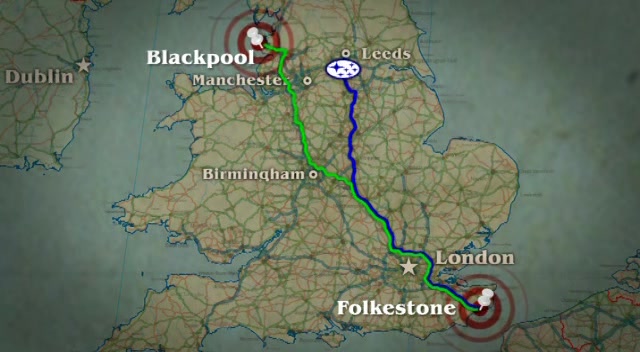 Blackpool
Leeds
Dublin
Manchester
Birmingham
London
Folkestone